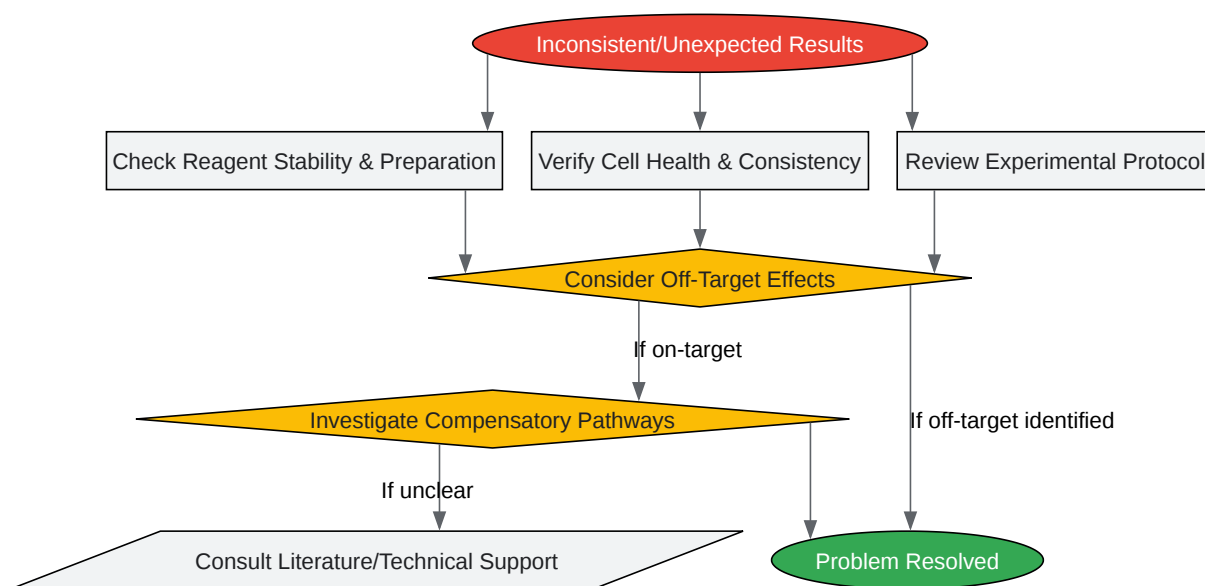 Inconsistent/Unexpected Results
Check Reagent Stability & Preparation
Verify Cell Health & Consistency
Review Experimental Protocol
Consider Off-Target Effects
If on-target
Investigate Compensatory Pathways
If off-target identified
If unclear
Consult Literature/Technical Support
Problem Resolved